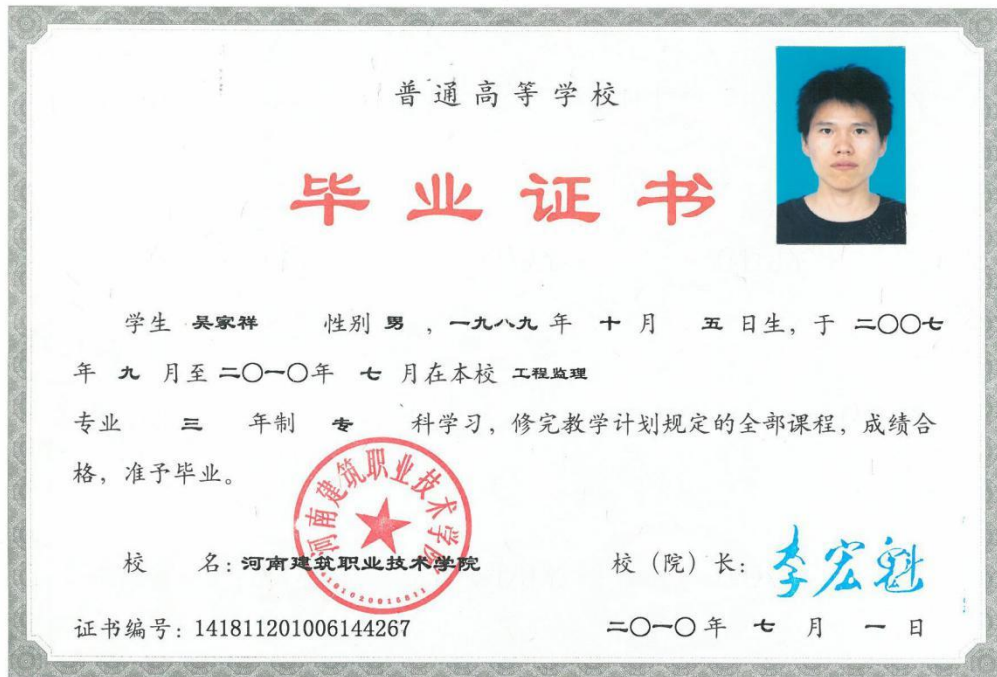 普通高等学校
毕业证书
学生 吴家祥 性别 男 ，一九八九 年 十 月 五 日生，于 二〇〇七
年 九 月至 二〇一〇年 七 月在本校 工程监理
专业 三 年制 专 科学习，修完教学计划规定的全部课程，成绩合
格，准予毕业。
河南建筑职业技术学院
校 名：河南建筑职业技术学院
校（院）长：李宏魁
证书编号：141811201006144267
二〇一〇 年 七 月 一 日